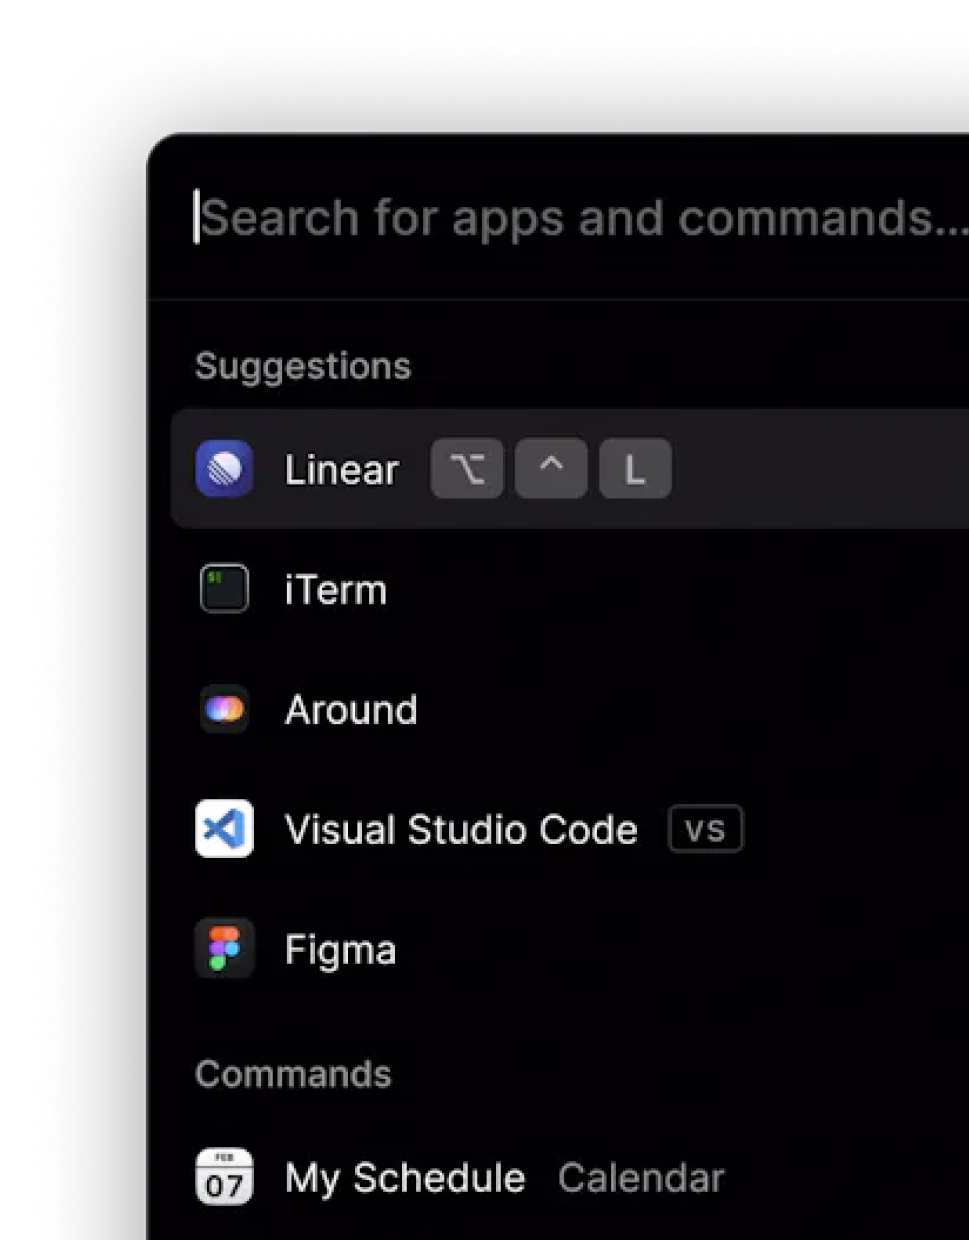 Search for apps and commands...
Suggestions
Linear ⌥ ^ L
iTerm
Around
Visual Studio Code VS
Figma
Commands
FEB
07 My Schedule Calendar